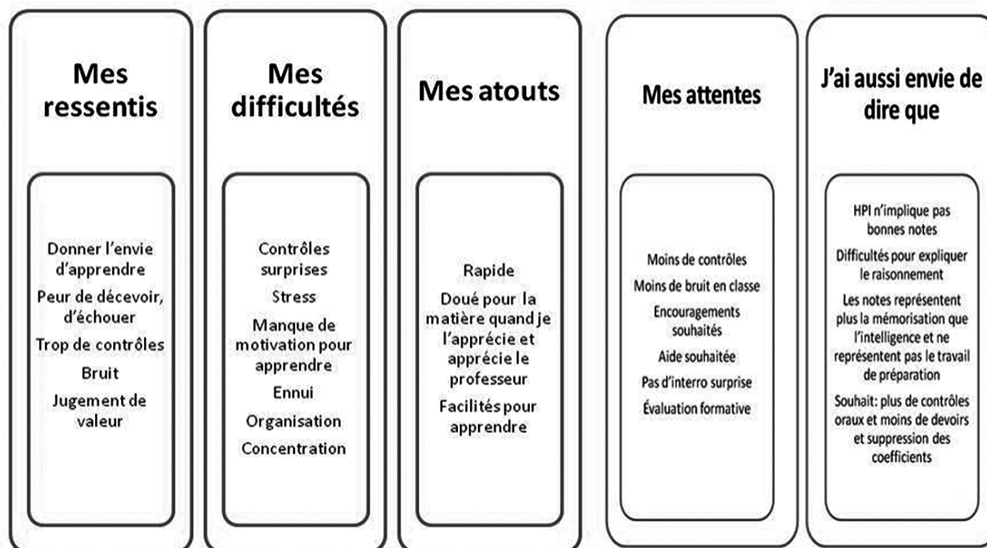 Mes
ressentis
Donner l'envie
d'apprendre
Peur de décevoir,
d'échouer
Trop de contrôles
Bruit
Jugement de
valeur
Mes
difficultés
Contrôles
surprises
Stress
Manque de
motivation pour
apprendre
Ennui
Organisation
Concentration
Mes atouts
Rapide
Doué pour la
matière quand je
l'apprécie et
apprécie le
professeur
Facilités pour
apprendre
Mes attentes
Moins de contrôles
Moins de bruit en classe
Encouragements
souhaités
Aide souhaitée
Pas d'interro surprise
Évaluation formative
J'ai aussi envie de
dire que
HPI n'implique pas
bonnes notes
Difficultés pour expliquer
le raisonnement
Les notes représentent
plus la mémorisation que
l'intelligence et ne
représentent pas le travail
de préparation
Souhait: plus de contrôles
oraux et moins de devoirs
et suppression des
coefficients